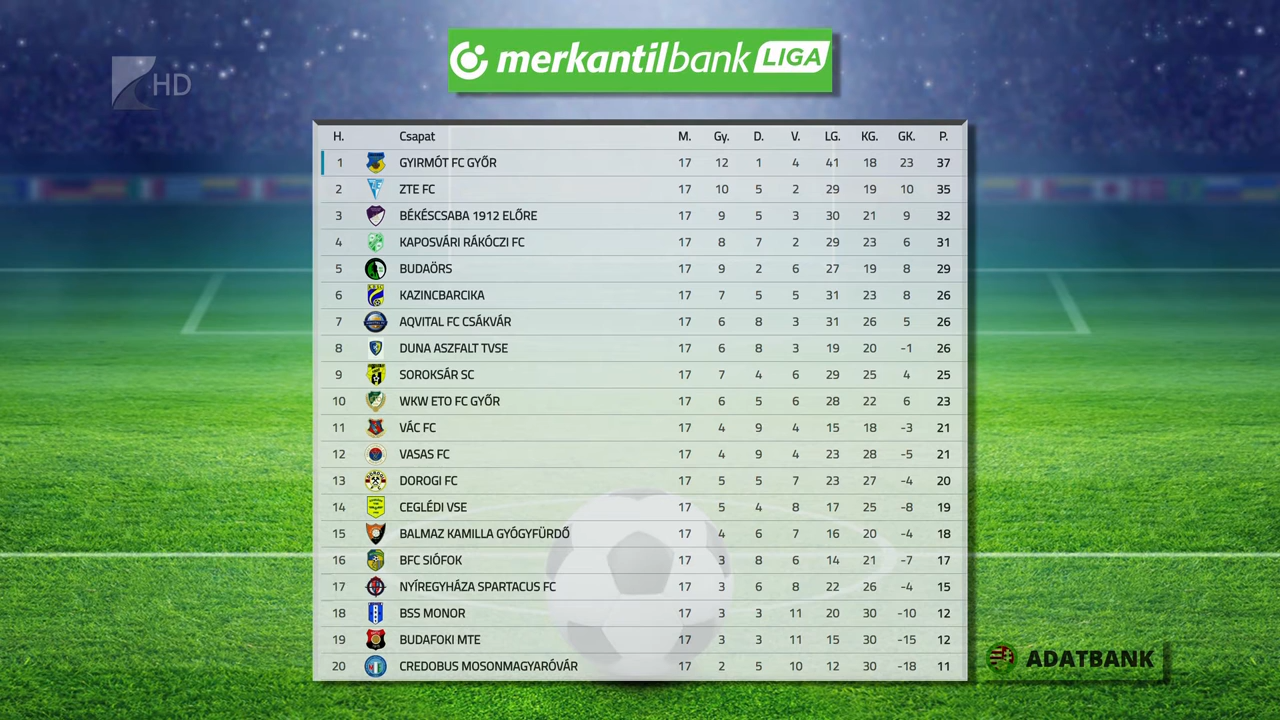 merkantilbank LIGA
HD
H. Csapat M. Gy. D. V. LG. KG. GK. P.
1 GYIRMÓT FC GYŐR 17 12 1 4 41 18 23 37
2 ZTE FC 17 10 5 2 29 19 10 35
3 BÉKÉSCSABA 1912 ELŐRE 17 9 5 3 30 21 9 32
4 KAPOSVÁRI RÁKÓCZI FC 17 8 7 2 29 23 6 31
5 BUDAÖRS 17 9 2 6 27 19 8 29
6 KAZINCBARCIKA 17 7 5 5 31 23 8 26
7 AQVITAL FC CSÁKVÁR 17 6 8 3 31 26 5 26
8 DUNA ASZFALT TVSE 17 6 8 3 19 20 -1 26
9 SOROKSÁR SC 17 7 4 6 29 25 4 25
10 WKW ETO FC GYŐR 17 6 5 6 28 22 6 23
11 VÁC FC 17 4 9 4 15 18 -3 21
12 VASAS FC 17 4 9 4 23 28 -5 21
13 DOROGI FC 17 5 5 7 23 27 -4 20
14 CEGLÉDI VSE 17 5 4 8 17 25 -8 19
15 BALMAZ KAMILLA GYÓGYFÜRDŐ 17 4 6 7 16 20 -4 18
16 BFC SIÓFOK 17 3 8 6 14 21 -7 17
17 NYÍREGYHÁZA SPARTACUS FC 17 3 6 8 22 26 -4 15
18 BSS MONOR 17 3 3 11 20 30 -10 12
19 BUDAFOKI MTE 17 3 3 11 15 30 -15 12
20 CREDOBUS MOSONMAGYARÓVÁR 17 2 5 10 12 30 -18 11
ADATBANK